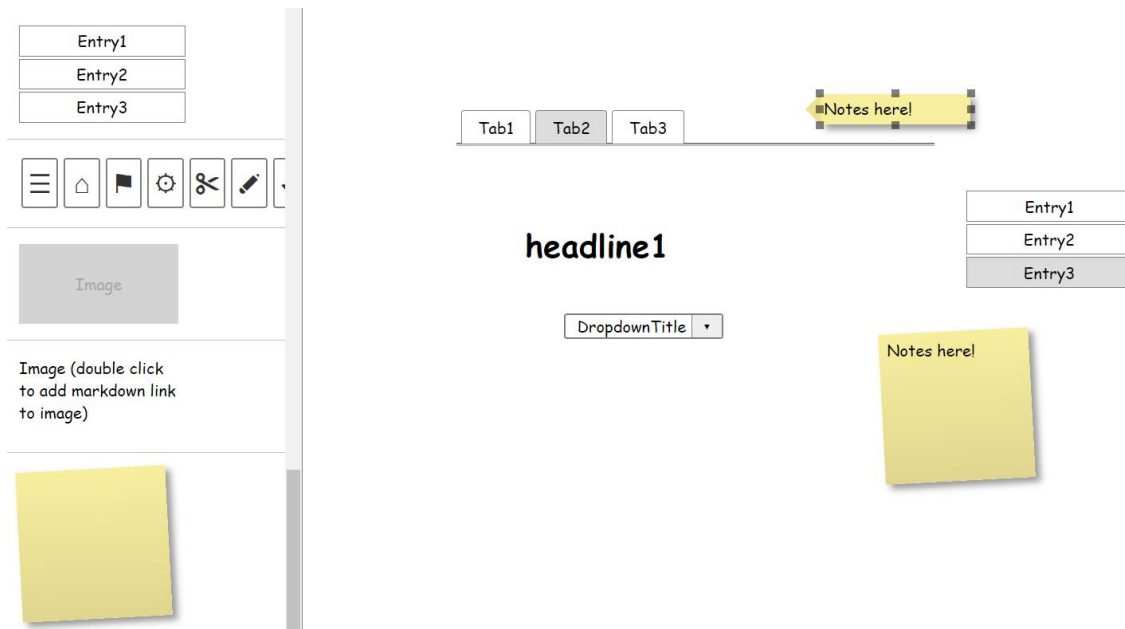 Entry1
Entry2
Entry3
Image
Image (double click
to add markdown link
to image)
Tab1 Tab2 Tab3
Notes here!
headline1
DropdownTitle
Entry1
Entry2
Entry3
Notes here!